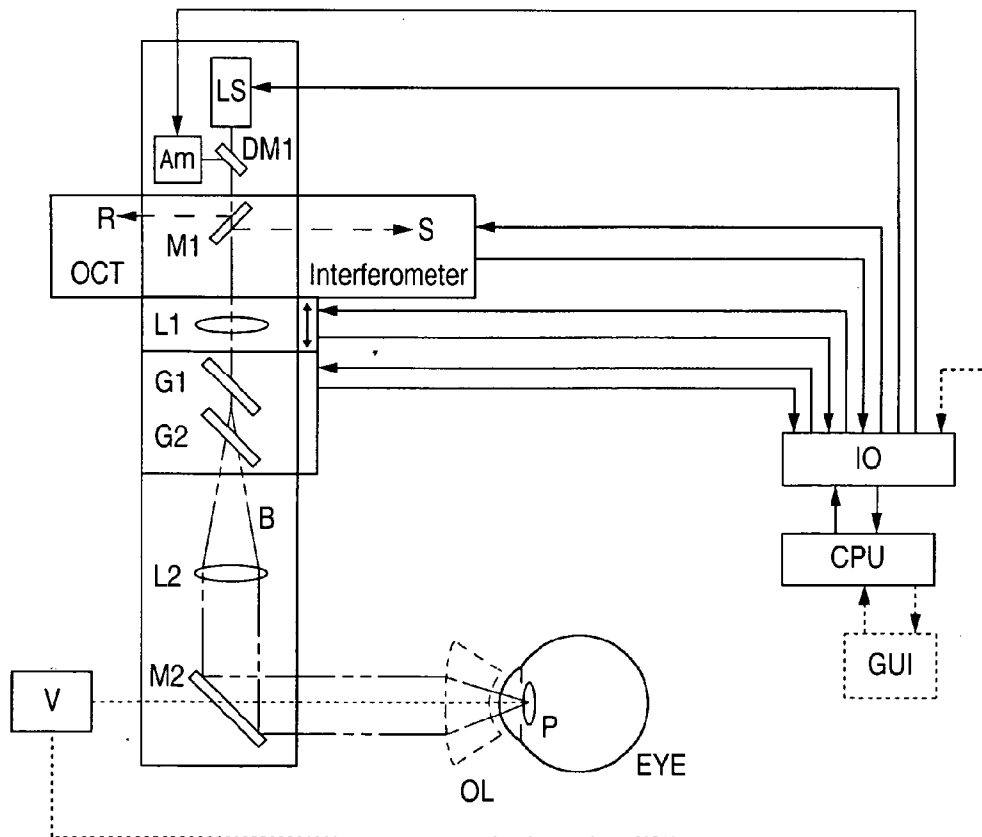 LS
DM1
Am
R
M1
S
OCT
Interferometer
L1
G1
G2
IO
B
CPU
L2
GUI
M2
V
P
EYE
OL